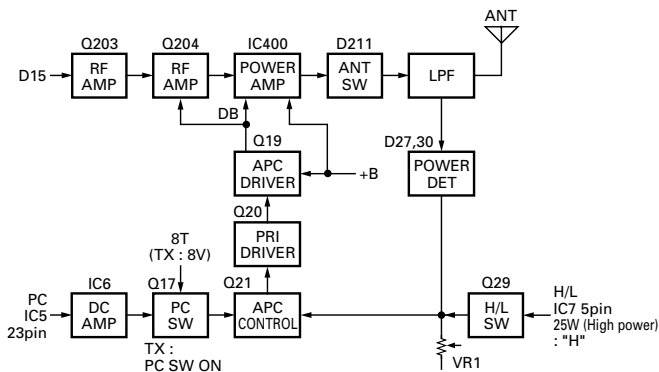 ANT
Q203
Q204
IC400
D211
D15
RF
AMP
RF
AMP
POWER
AMP
ANT
SW
LPF
DB
Q19
D27,30
APC
DRIVER
+B
POWER
DET
Q20
8T
(TX : 8V)
PRI
DRIVER
PC
IC5
23pin
IC6
Q17
Q21
Q29
DC
AMP
PC
SW
APC
CONTROL
H/L
SW
H/L
IC7 5pin
25W (High power)
: "H"
TX :
PC SW ON
VR1